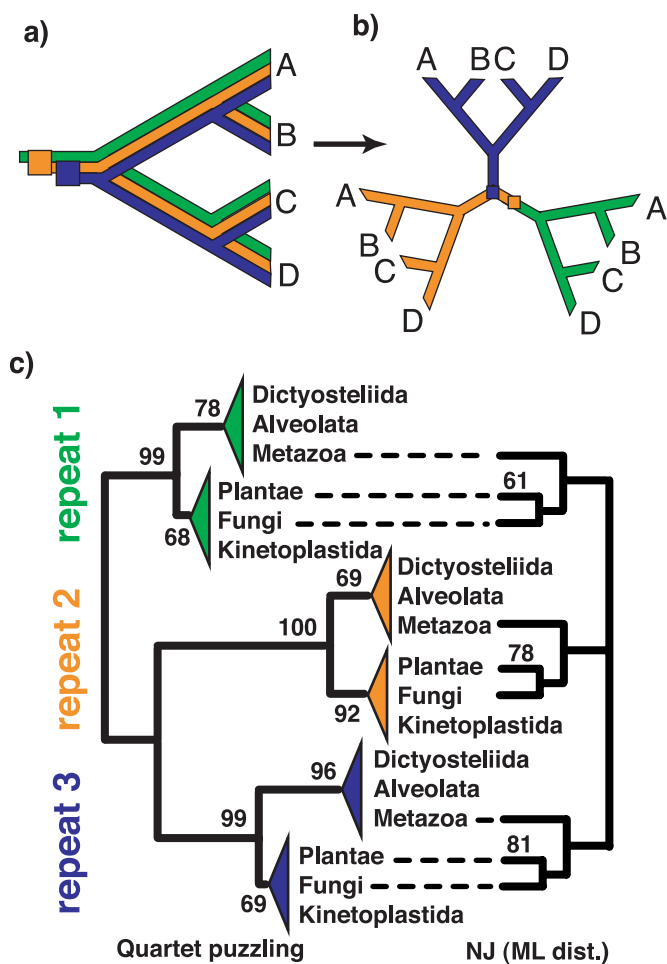 a)
A
B
C
D
b)
A
B
C
D
A
B
C
D
A
B
C
D
c)
repeat 1
78
Dictyosteliida
Alveolata
Metazoa
99
61
Plantae
Fungi
68
Kinetoplastida
repeat 2
69
Dictyosteliida
Alveolata
Metazoa
100
78
Plantae
Fungi
92
Kinetoplastida
repeat 3
96
Dictyosteliida
Alveolata
Metazoa
99
81
Plantae
Fungi
69
Kinetoplastida
Quartet puzzling
NJ (ML dist.)